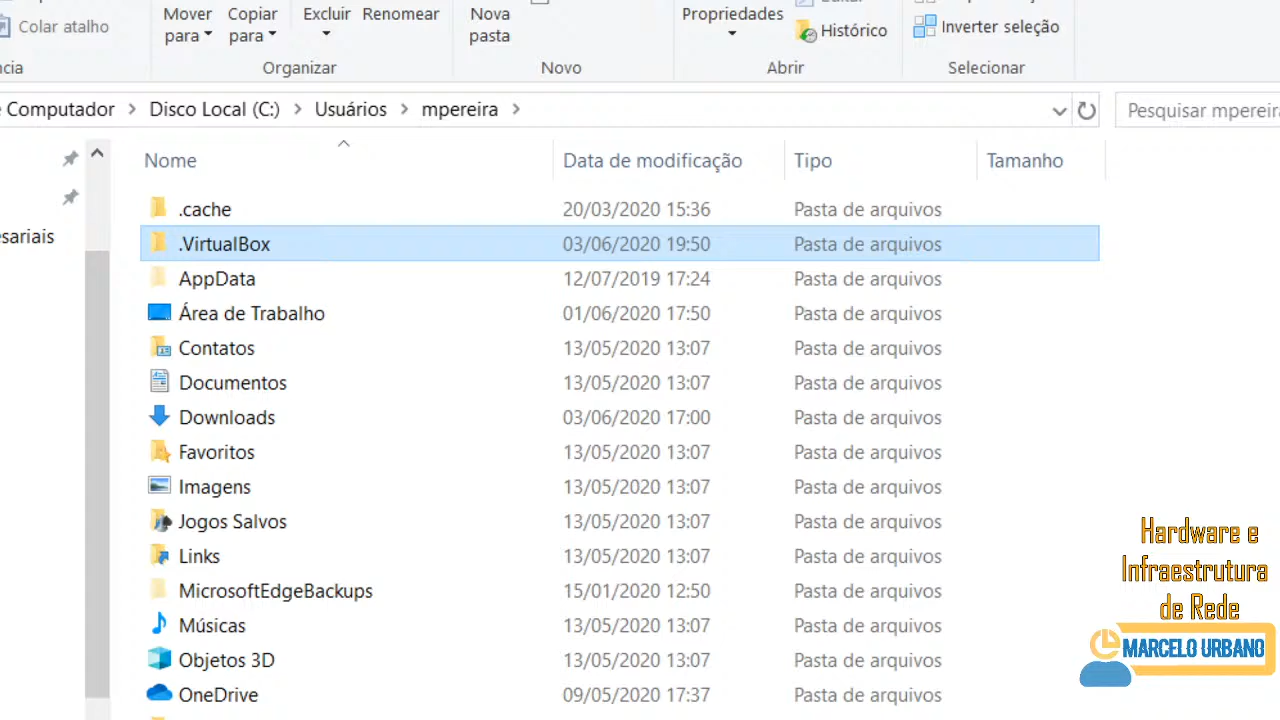 Colar atalho
Mover para
Copiar para
Excluir
Renomear
Nova pasta
Propriedades
Histórico
Inverter seleção
Organizar
Novo
Abrir
Selecionar
Computador > Disco Local (C:) > Usuários > mpereira >
Pesquisar mpereira
Nome Data de modificação Tipo Tamanho
.cache 20/03/2020 15:36 Pasta de arquivos
.VirtualBox 03/06/2020 19:50 Pasta de arquivos
AppData 12/07/2019 17:24 Pasta de arquivos
Área de Trabalho 01/06/2020 17:50 Pasta de arquivos
Contatos 13/05/2020 13:07 Pasta de arquivos
Documentos 13/05/2020 13:07 Pasta de arquivos
Downloads 03/06/2020 17:00 Pasta de arquivos
Favoritos 13/05/2020 13:07 Pasta de arquivos
Imagens 13/05/2020 13:07 Pasta de arquivos
Jogos Salvos 13/05/2020 13:07 Pasta de arquivos
Links 13/05/2020 13:07 Pasta de arquivos
MicrosoftEdgeBackups 15/01/2020 12:50 Pasta de arquivos
Músicas 13/05/2020 13:07 Pasta de arquivos
Objetos 3D 13/05/2020 13:07 Pasta de arquivos
OneDrive 09/05/2020 17:37 Pasta de arquivos
Hardware e
Infraestrutura
de Rede
MARCELO URBANO